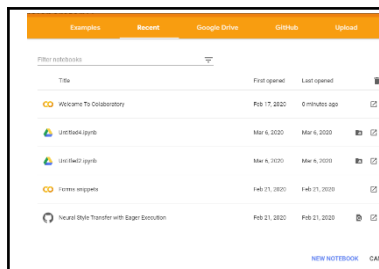 Examples Recent Google Drive GitHub Upload
Filter notebooks
Title First opened Last opened
Welcome To Colaboratory Feb 17, 2020 0 minutes ago
Untitled4.ipynb Mar 6, 2020 Mar 6, 2020
Untitled2.ipynb Mar 6, 2020 Mar 6, 2020
Forms snippets Feb 21, 2020 Feb 21, 2020
Neural Style Transfer with Eager Execution Feb 21, 2020 Feb 21, 2020
NEW NOTEBOOK CAN